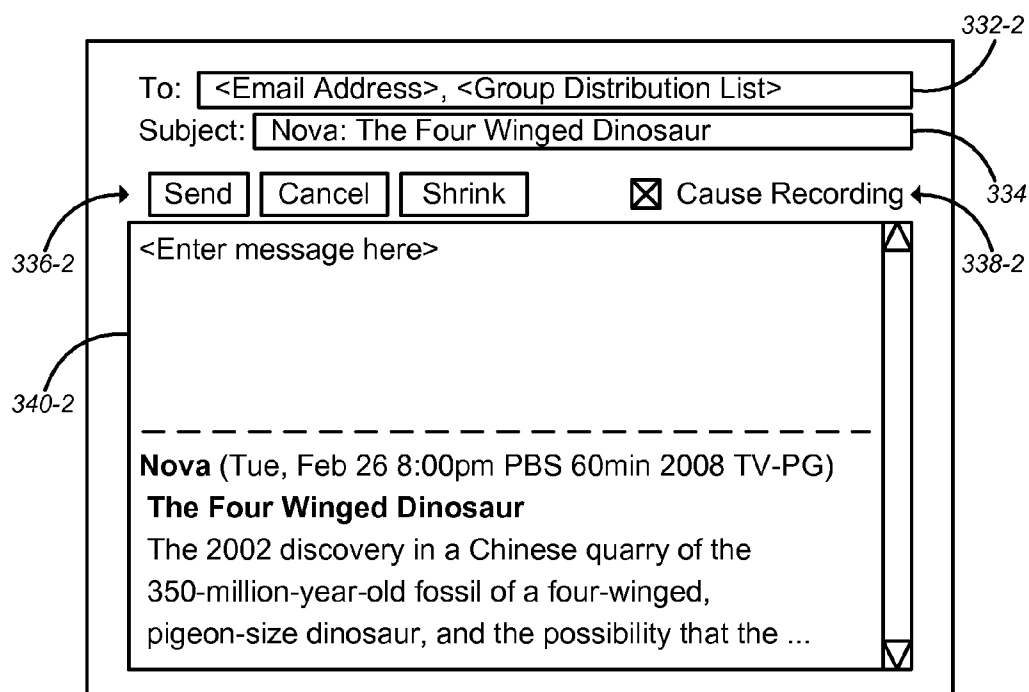 332-2
To: <Email Address>, <Group Distribution List>
Subject: Nova: The Four Winged Dinosaur
334
Send Cancel Shrink Cause Recording
336-2
338-2
<Enter message here>
340-2
Nova (Tue, Feb 26 8:00pm PBS 60min 2008 TV-PG)
The Four Winged Dinosaur
The 2002 discovery in a Chinese quarry of the
350-million-year-old fossil of a four-winged,
pigeon-size dinosaur, and the possibility that the ...